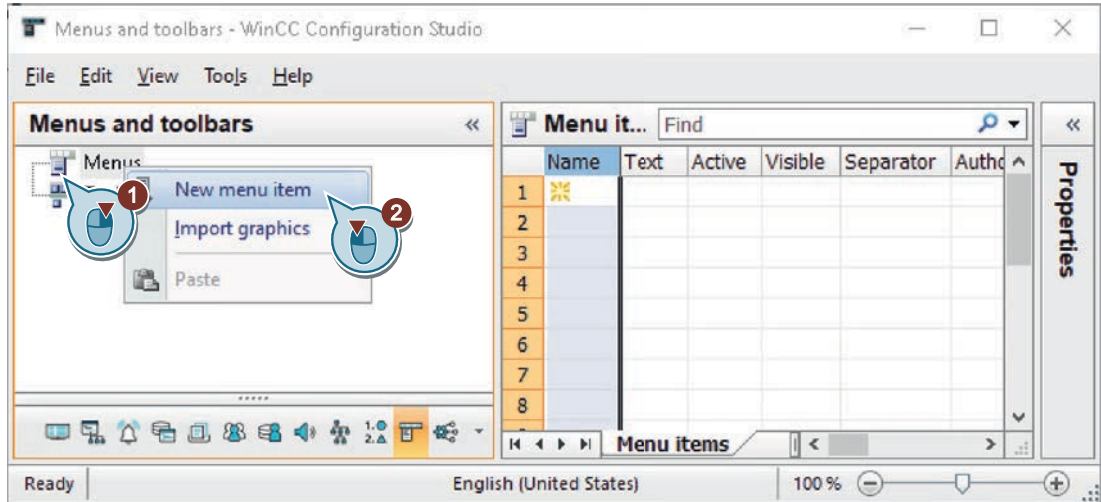 Menus and toolbars - WinCC Configuration Studio
File Edit View Tools Help
Menus and toolbars «
Menus
1
New menu item
2
Import graphics
Paste
Menu it... Find
Name Text Active Visible Separator
1
2
3
4
5
6
7
8
Menu items
«
Properties
Ready English (United States) 100 %